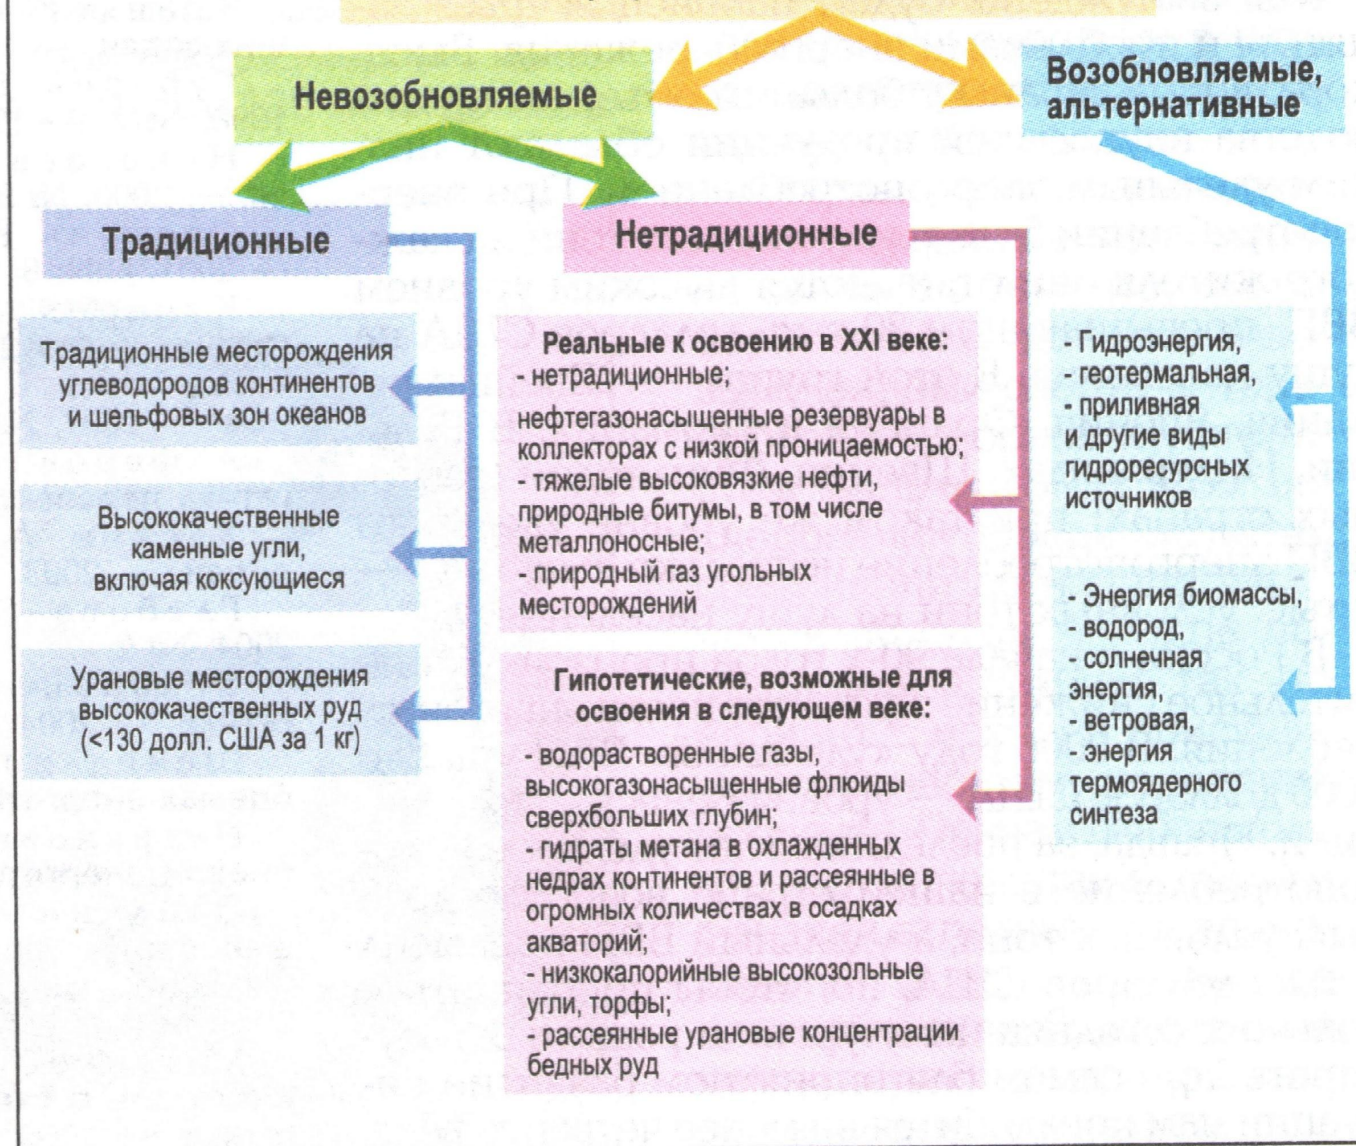 Невозобновляемые
Возобновляемые,
альтернативные
Традиционные
Нетрадиционные
Традиционные месторождения
углеводородов континентов
и шельфовых зон океанов
Высококачественные
каменные угли,
включая коксующиеся
Урановые месторождения
высококачественных руд
(<130 долл. США за 1 кг)
Реальные к освоению в XXI веке:
- нетрадиционные;
нефтегазонасыщенные резервуары в
коллекторах с низкой проницаемостью;
- тяжелые высоковязкие нефти,
природные битумы, в том числе
металлоносные;
- природный газ угольных
месторождений
Гипотетические, возможные для
освоения в следующем веке:
- водорастворенные газы,
высокогазонасыщенные флюиды
сверхбольших глубин;
- гидраты метана в охлажденных
недрах континентов и рассеянные в
огромных количествах в осадках
акваторий;
- низкокалорийные высокозольные
угли, торфы;
- рассеянные урановые концентрации
бедных руд
- Гидроэнергия,
- геотермальная,
- приливная
и другие виды
гидроресурсных
источников
- Энергия биомассы,
- водород,
- солнечная
энергия,
- ветровая,
- энергия
термоядерного
синтеза